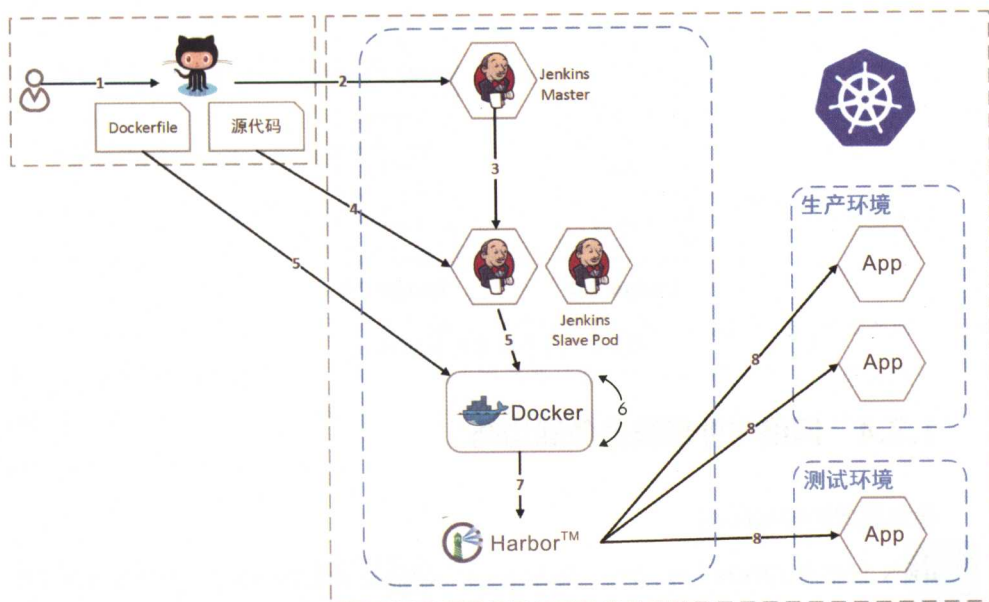 1
2
Jenkins
Master
Dockerfile
源代码
3
4
5
生产环境
App
Jenkins
Slave Pod
5
App
8
Docker
6
8
7
测试环境
Harbor™
8
App